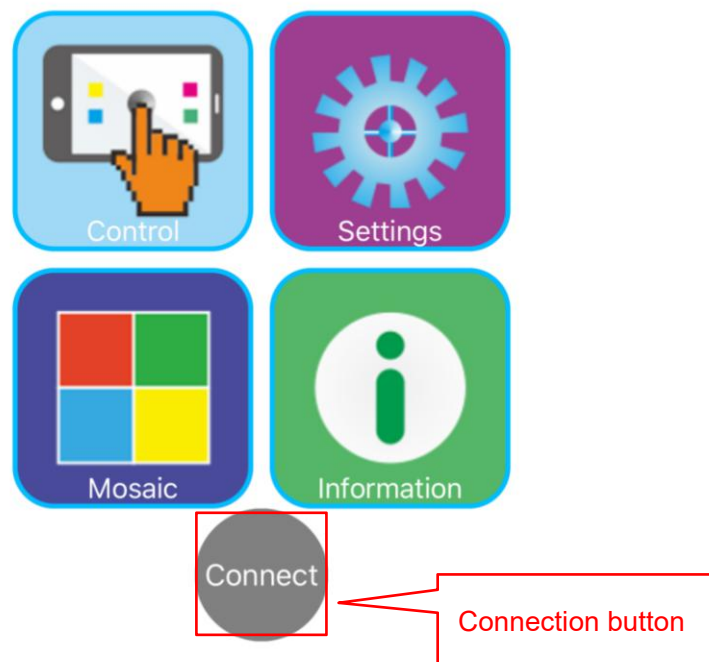 Control
Settings
Mosaic
Information
Connect
Connection button